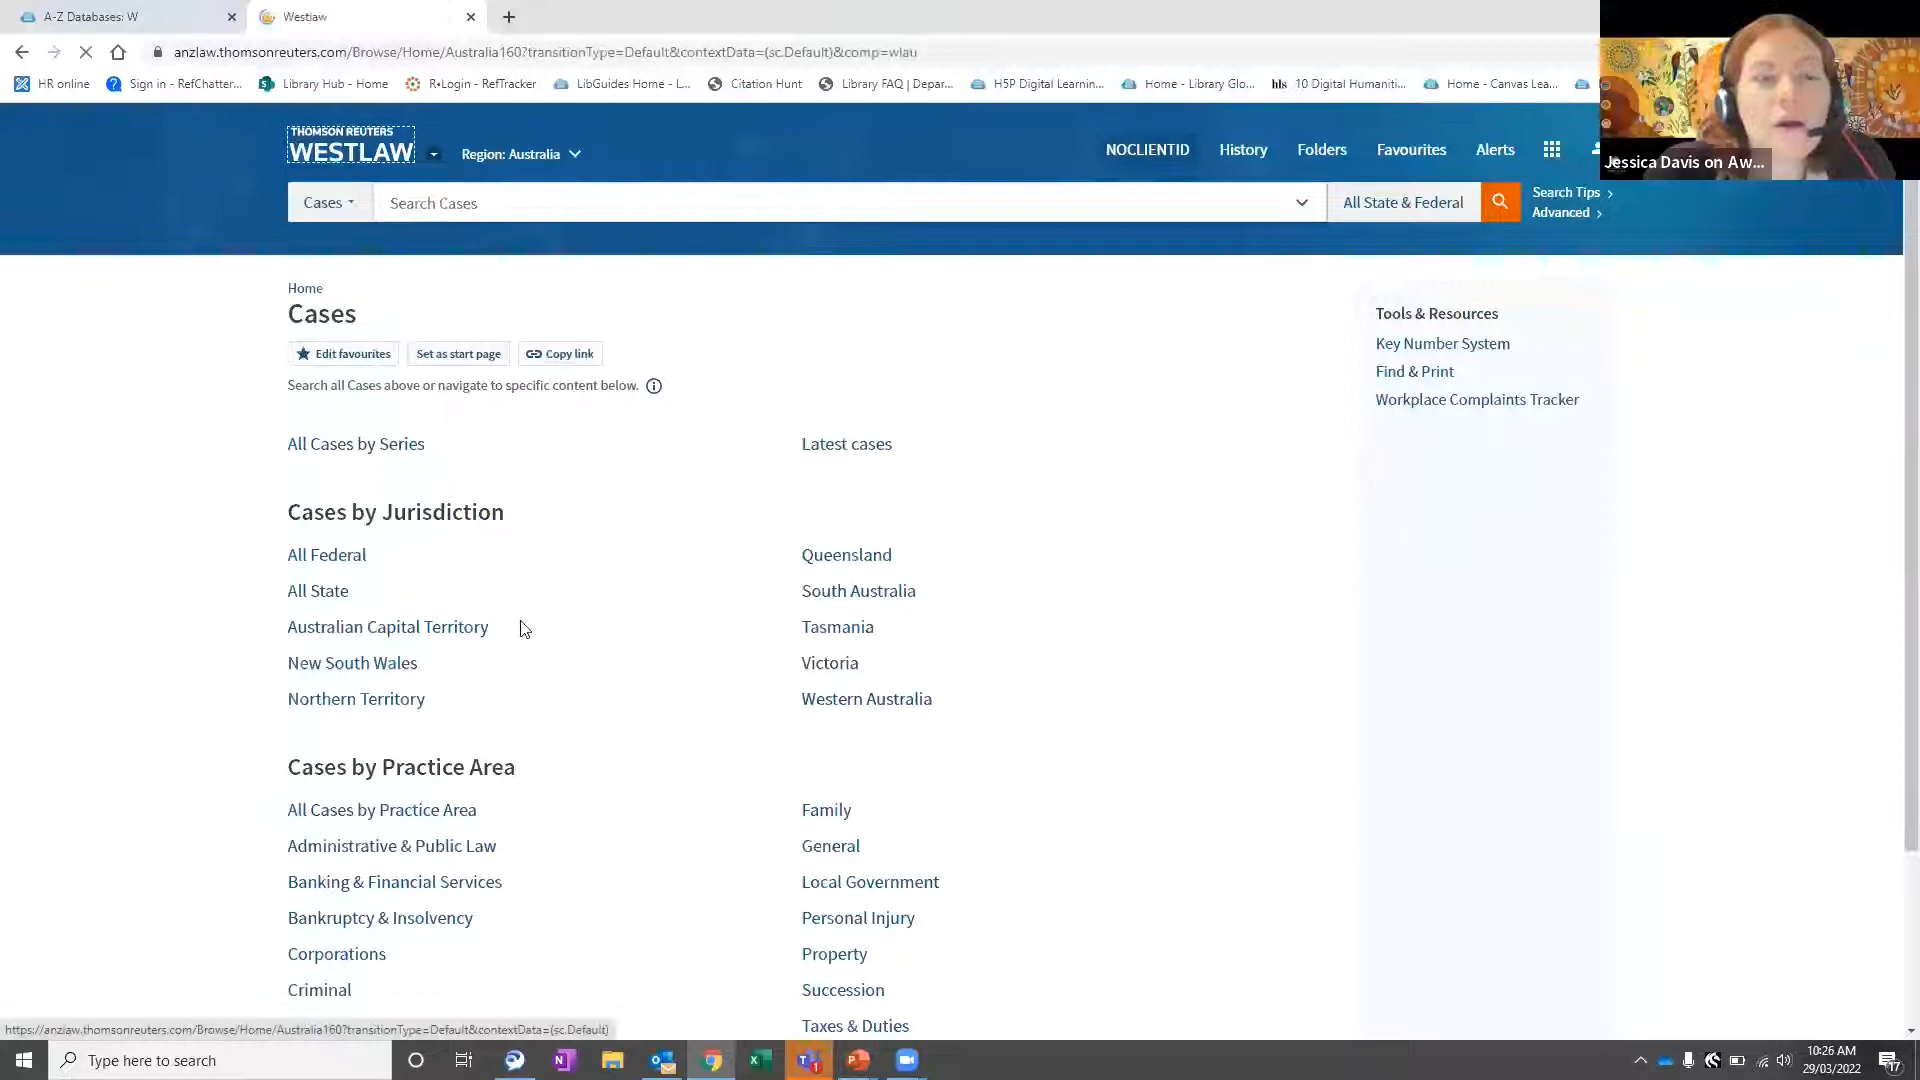 A-Z Databases: W
Westlaw
anzlaw.thomsonreuters.com/Browse/Home/Australia160?transitionType=Default&contextData=(sc.Default)&comp=wlau
HR online
Sign in - RefChatter...
Library Hub - Home
R•Login - RefTracker
LibGuides Home - L...
Citation Hunt
Library FAQ | Depar...
H5P Digital Learnin...
Home - Library Glo...
hls 10 Digital Humaniti...
Home - Canvas Lea...
Jessica Davis on Aw...
THOMSON REUTERS
WESTLAW
Region: Australia
NOCLIENTID
History
Folders
Favourites
Alerts
Cases
Search Cases
All State & Federal
Search Tips
Advanced
Home
Cases
Edit favourites
Set as start page
Copy link
Search all Cases above or navigate to specific content below.
Tools & Resources
Key Number System
Find & Print
Workplace Complaints Tracker
All Cases by Series
Latest cases
Cases by Jurisdiction
All Federal
Queensland
All State
South Australia
Australian Capital Territory
Tasmania
New South Wales
Victoria
Northern Territory
Western Australia
Cases by Practice Area
All Cases by Practice Area
Family
Administrative & Public Law
General
Banking & Financial Services
Local Government
Bankruptcy & Insolvency
Personal Injury
Corporations
Property
Criminal
Succession
Taxes & Duties
https://anzlaw.thomsonreuters.com/Browse/Home/Australia160?transitionType=Default&contextData=(sc.Default)
Type here to search
10:26 AM
29/03/2022
17